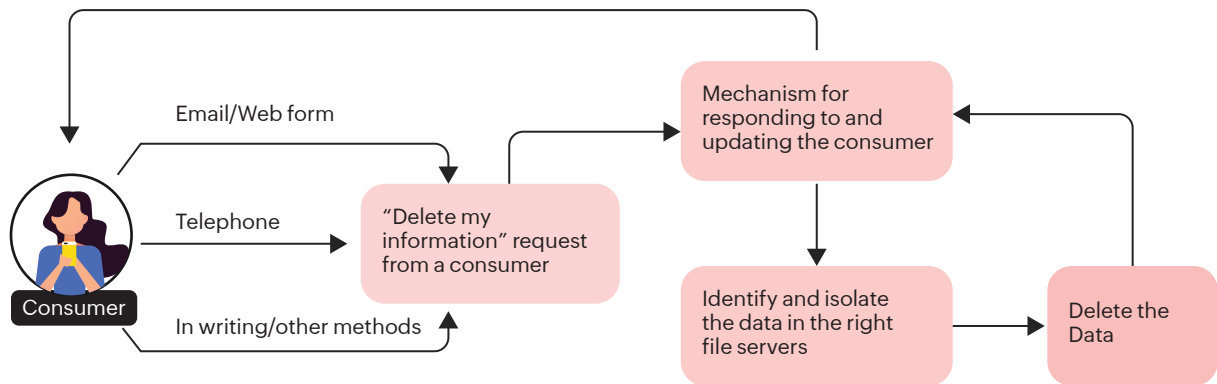 Email/Web form
Telephone
Consumer
In writing/other methods
“Delete my
information” request
from a consumer
Mechanism for
responding to and
updating the consumer
Identify and isolate
the data in the right
file servers
Delete the
Data